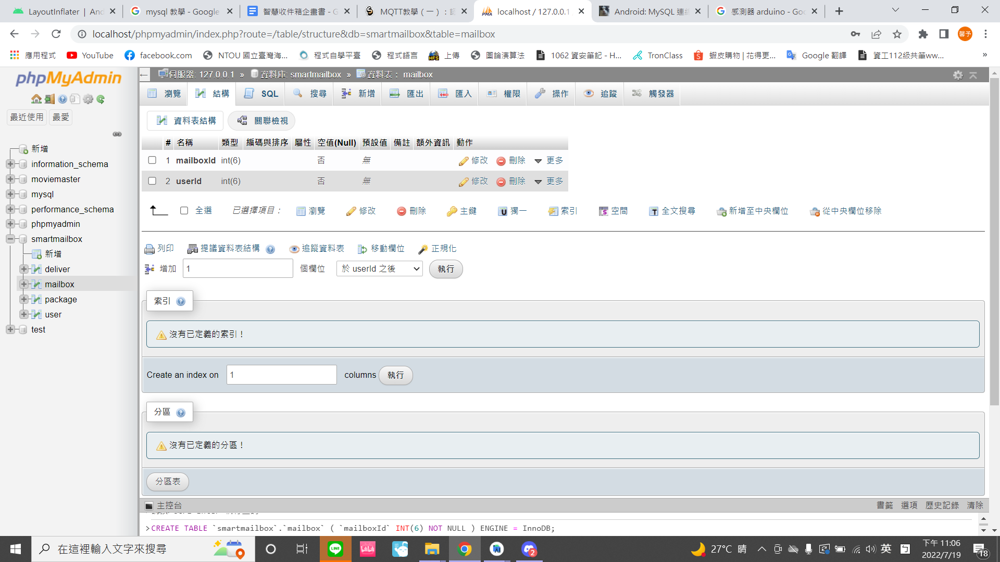 LayoutInflater | And
mysql 教學 - Google
智慧收件箱企畫書 - G
MQTT教學（一）：認
localhost / 127.0.0.1
Android: MySQL 連線
感測器 arduino - Goo
localhost/phpmyadmin/index.php?route=/table/structure&db=smartmailbox&table=mailbox
馨予
應用程式
YouTube
facebook.com
NTOU 國立臺灣海...
程式自學平臺
程式語言
上傳
圖論演算法
1062 資安筆記 - H...
TronClass
蝦皮購物 | 花得更...
Google 翻譯
資工112級共筆ww...
»
phpMyAdmin
最近使用 最愛
新增
information_schema
moviemaster
mysql
performance_schema
phpmyadmin
smartmailbox
新增
deliver
mailbox
package
user
test
伺服器: 127.0.0.1 » 資料庫: smartmailbox » 資料表： mailbox
瀏覽 結構 SQL 搜尋 新增 匯出 匯入 權限 操作 追蹤 觸發器
資料表結構 關聯檢視
# 名稱 類型 編碼與排序 屬性 空值(Null) 預設值 備註 額外資訊 動作
1 mailboxId int(6) 否 無 修改 刪除 更多
2 userId int(6) 否 無 修改 刪除 更多
全選 已選擇項目： 瀏覽 修改 刪除 主鍵 獨一 索引 空間 全文搜尋 新增至中央欄位 從中央欄位移除
列印 提議資料表結構 追蹤資料表 移動欄位 正規化
增加 1 個欄位 於 userId 之後 執行
索引
沒有已定義的索引！
Create an index on 1 columns 執行
分區
沒有已定義的分區！
分區表
主控台 書籤 選項 歷史記錄 清除
>CREATE TABLE `smartmailbox`.`mailbox` ( `mailboxId` INT(6) NOT NULL ) ENGINE = InnoDB;
在這裡輸入文字來搜尋
LINE
bilibili
2
27°C 晴
英
下午 11:06
2022/7/19
18